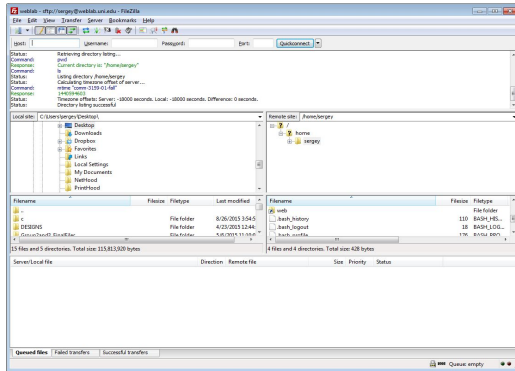 weblab - sftp://sergey@weblab.uni.edu - FileZilla
File Edit View Transfer Server Bookmarks Help
Host: Username: Password: Port: Quickconnect
Status: Retrieving directory listing...
Command: pwd
Response: Current directory is: "/home/sergey"
Command: ls
Status: Listing directory /home/sergey
Status: Calculating timezone offset of server...
Command: mtime "comm-3159-01-fall"
Response: 1440994603
Status: Timezone offsets: Server: -18000 seconds. Local: -18000 seconds. Difference: 0 seconds.
Status: Directory listing successful
Local site: C:\Users\sergey\Desktop\
Desktop
Downloads
Dropbox
Favorites
Links
Local Settings
My Documents
NetHood
PrintHood
Remote site: /home/sergey
/
home
sergey
Filename Filesize Filetype Last modified
..
c File folder 8/26/2015 3:54:5
DESIGNS File folder 4/23/2015 12:44:
File folder
15 files and 5 directories. Total size: 115,813,920 bytes
Filename Filesize Filetype
web File folder
.bash_history 110 BASH_HIS...
.bash_logout 18 BASH_LOG...
.bash_profile 176 BASH_PRO...
4 files and 4 directories. Total size: 428 bytes
Server/Local file Direction Remote file Size Priority Status
Queued files Failed transfers Successful transfers
Queue: empty